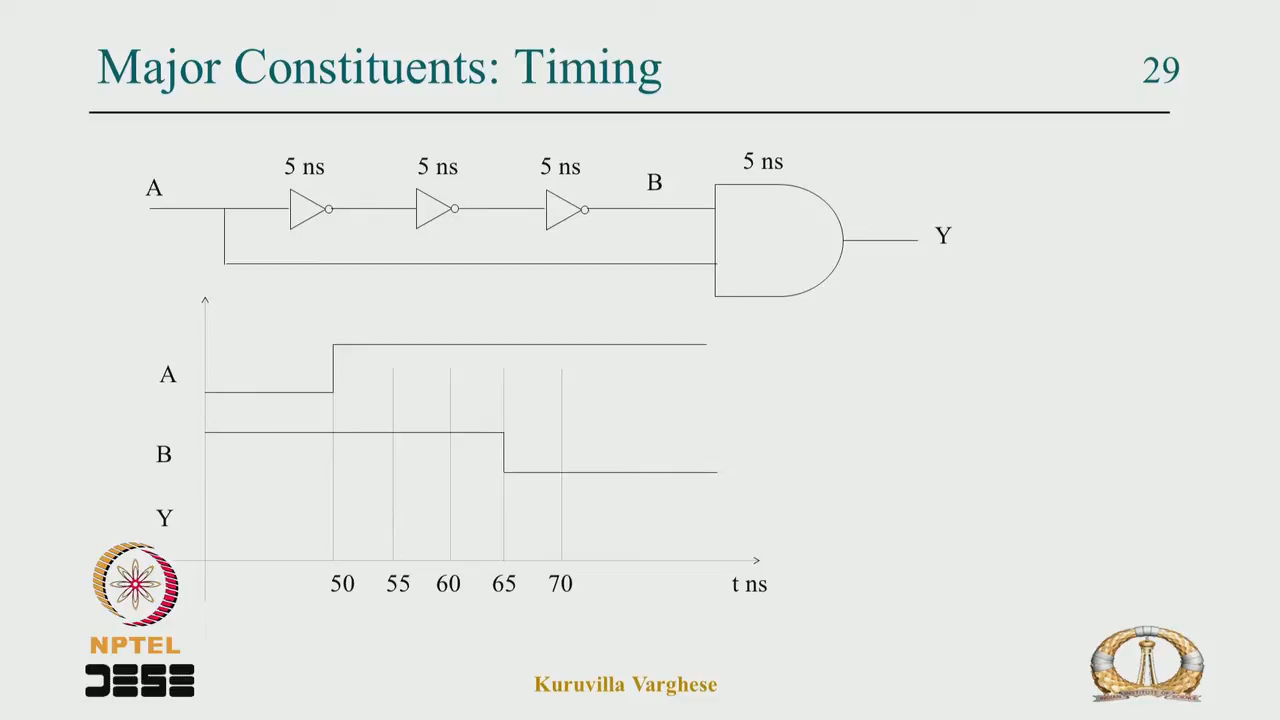 Major Constituents: Timing 29
5 ns 5 ns 5 ns 5 ns
A B
Y
A
B
Y
50 55 60 65 70 t ns
NPTEL
DESE
Kuruvilla Varghese